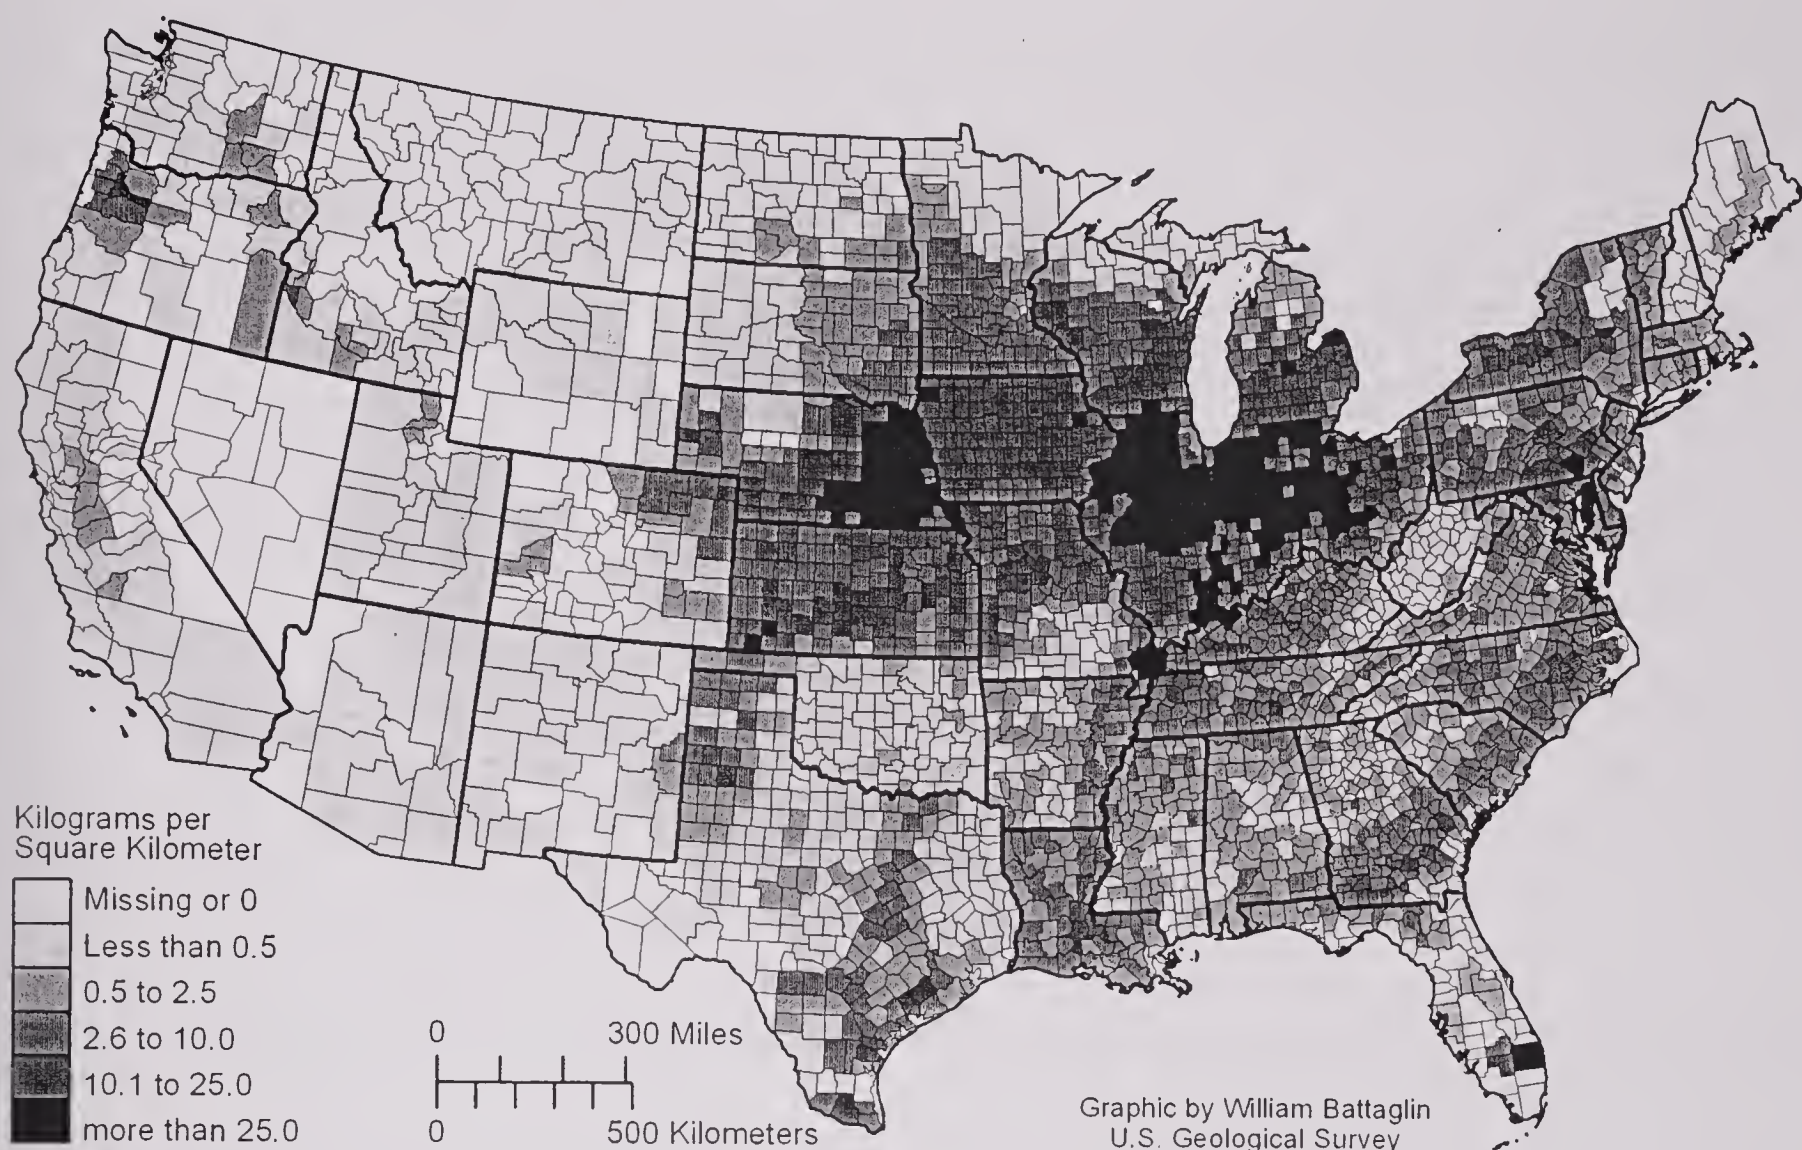 Kilograms per
Square Kilometer
Missing or 0
Less than 0.5
0.5 to 2.5
2.6 to 10.0
10.1 to 25.0
more than 25.0
0 300 Miles
0 500 Kilometers
Graphic by William Battaglin
U.S. Geological Survey